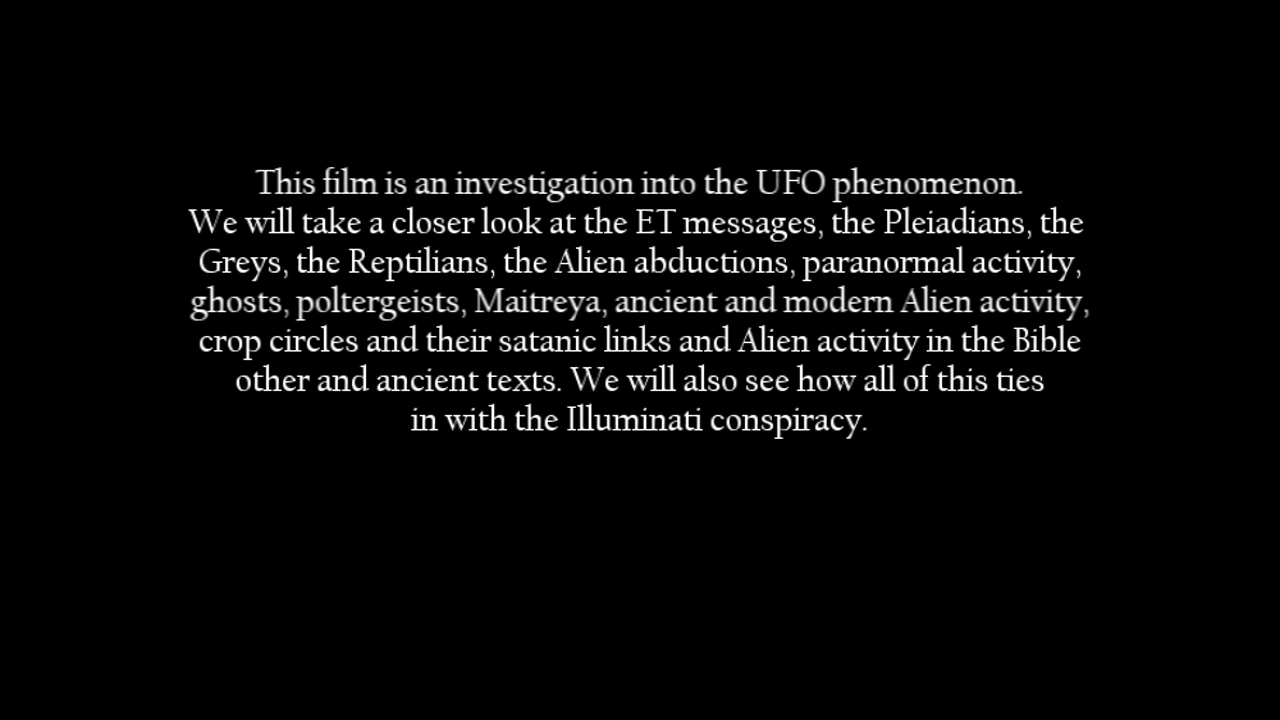 This film is an investigation into the UFO phenomenon.
We will take a closer look at the ET messages, the Pleiadians, the
Greys, the Reptilians, the Alien abductions, paranormal activity,
ghosts, poltergeists, Maitreya, ancient and modern Alien activity,
crop circles and their satanic links and Alien activity in the Bible
other and ancient texts. We will also see how all of this ties
in with the Illuminati conspiracy.